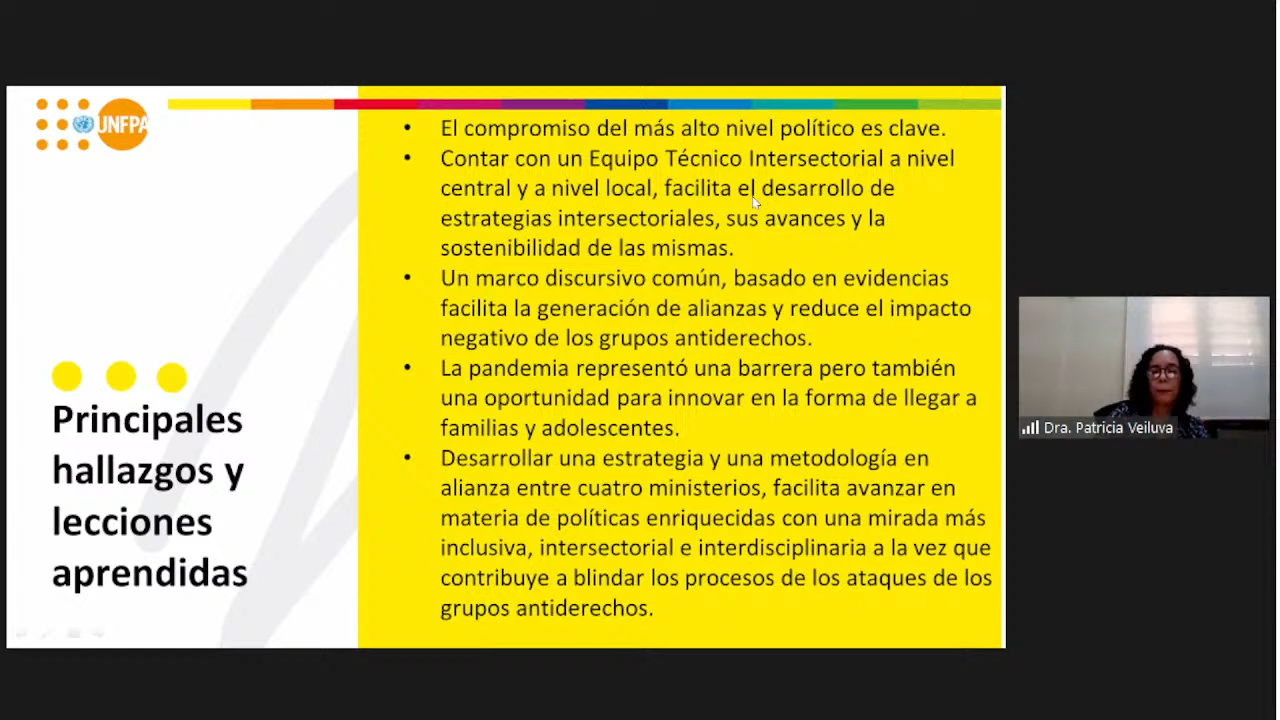 UNFPA
Principales
hallazgos y
lecciones
aprendidas
• El compromiso del más alto nivel político es clave.
• Contar con un Equipo Técnico Intersectorial a nivel
central y a nivel local, facilita el desarrollo de
estrategias intersectoriales, sus avances y la
sostenibilidad de las mismas.
• Un marco discursivo común, basado en evidencias
facilita la generación de alianzas y reduce el impacto
negativo de los grupos antiderechos.
• La pandemia representó una barrera pero también
una oportunidad para innovar en la forma de llegar a
familias y adolescentes.
• Desarrollar una estrategia y una metodología en
alianza entre cuatro ministerios, facilita avanzar en
materia de políticas enriquecidas con una mirada más
inclusiva, intersectorial e interdisciplinaria a la vez que
contribuye a blindar los procesos de los ataques de los
grupos antiderechos.
Dra. Patricia Veiluva